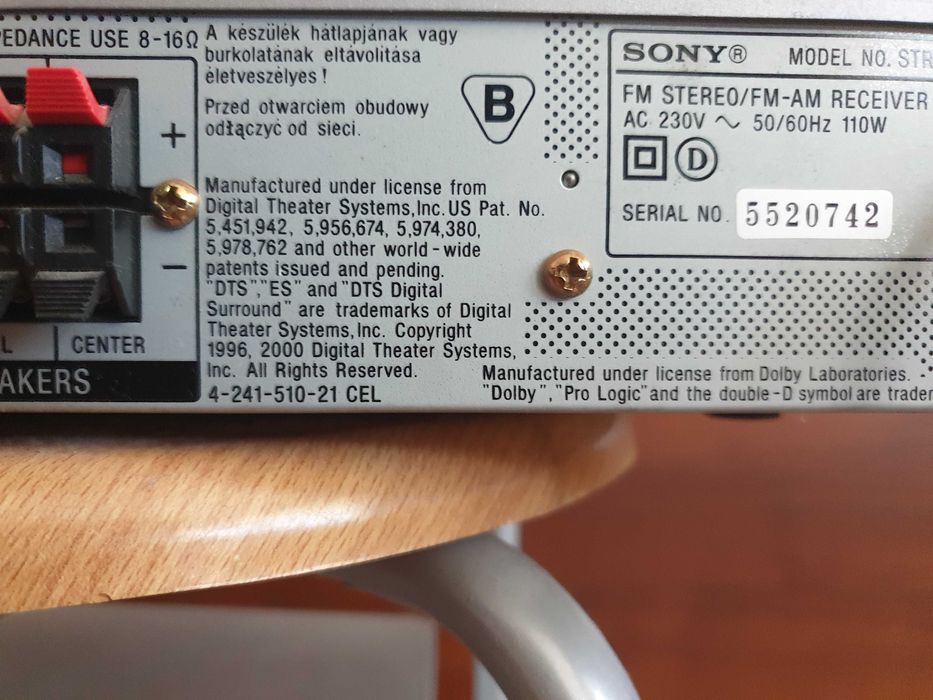 PEDANCE USE 8-16Ω
+
−
L
CENTER
AKERS
A készülék hátlapjának vagy
burkolatának eltávolitása
életveszélyes !
Przed otwarciem obudowy
odłączyć od sieci.
B
Manufactured under license from
Digital Theater Systems,Inc.US Pat. No.
5,451,942, 5,956,674, 5,974,380,
5,978,762 and other world-wide
patents issued and pending.
"DTS","ES" and "DTS Digital
Surround" are trademarks of Digital
Theater Systems,Inc. Copyright
1996, 2000 Digital Theater Systems,
Inc. All Rights Reserved.
4-241-510-21 CEL
SONY® MODEL NO. STR
FM STEREO/FM-AM RECEIVER
AC 230V ~ 50/60Hz 110W
D
SERIAL NO. 5520742
Manufactured under license from Dolby Laboratories.
"Dolby","Pro Logic"and the double-D symbol are trader